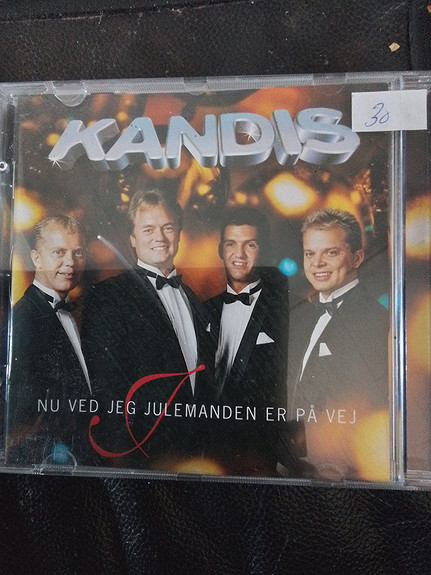 KANDIS
30
NU VED JEG JULEMANDEN ER PÅ VEJ